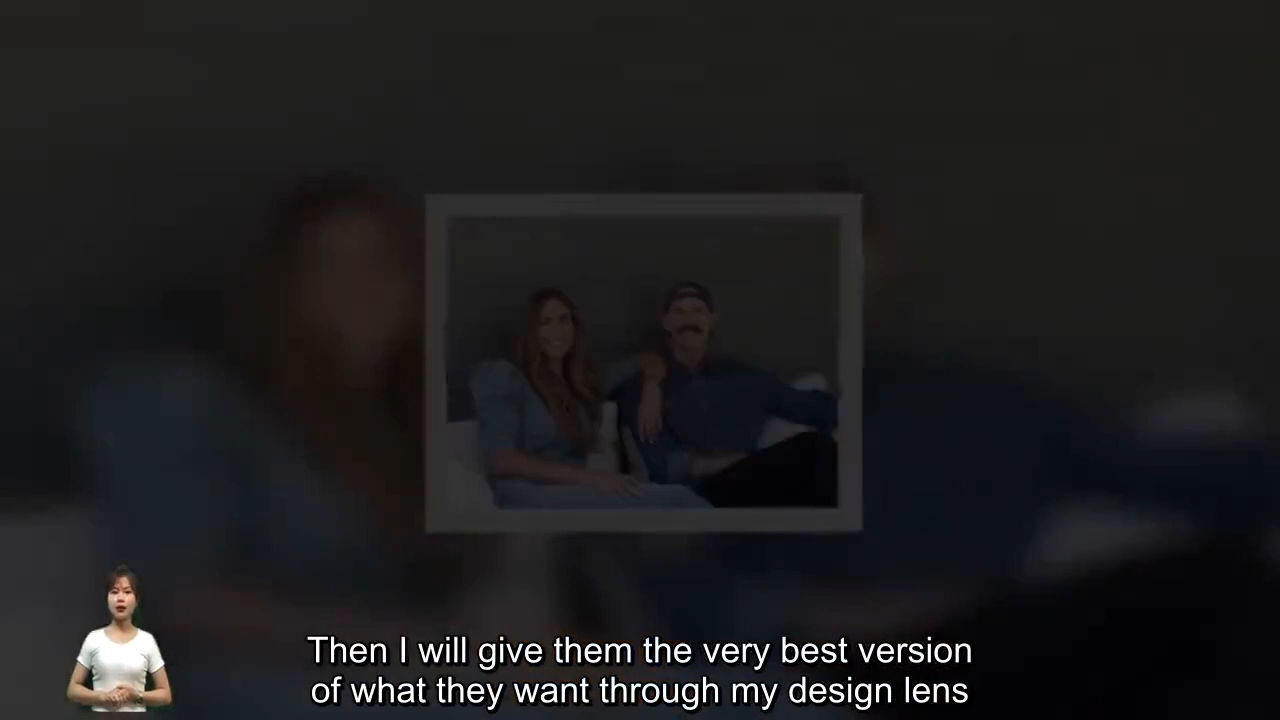 Then I will give them the very best version
of what they want through my design lens